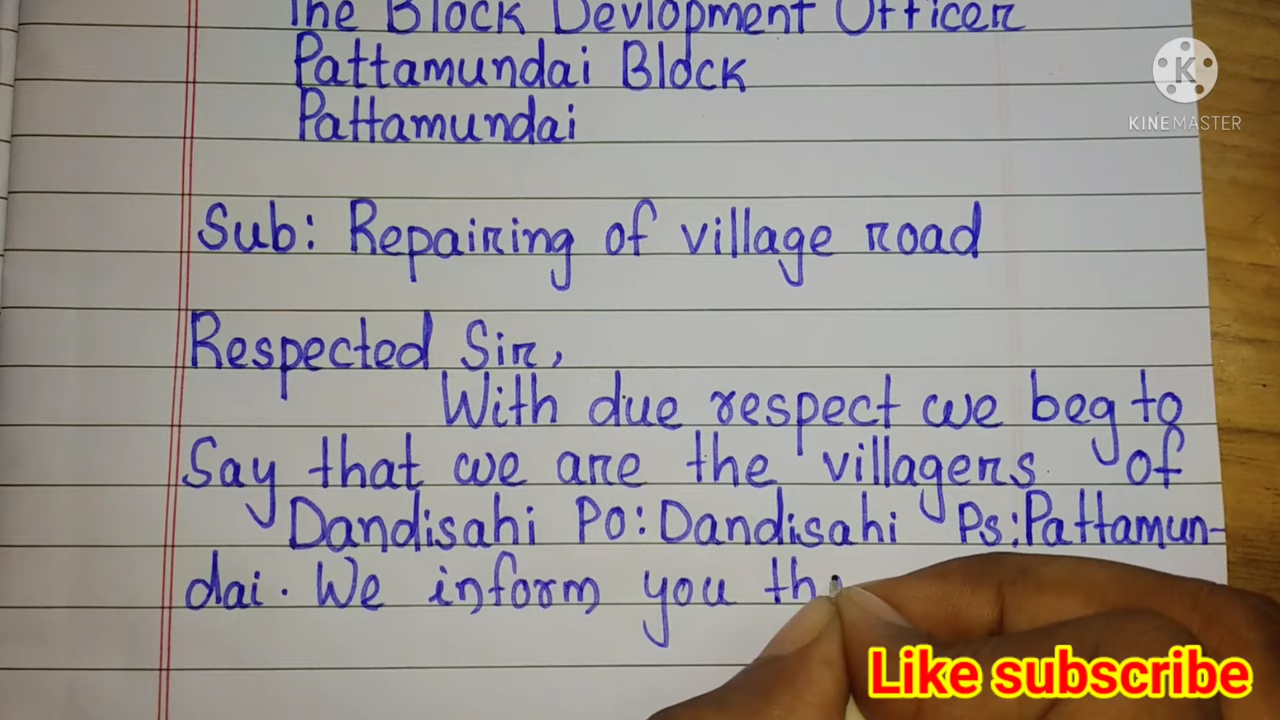 The Block Devlopment Officer
Pattamundai Block
Pattamundai
K
KINEMASTER
Sub: Repairing of village road
Respected Sir,
With due respect we beg to
Say that we are the villagers of
Dandisahi Po: Dandisahi Ps: Pattamun-
dai. We inform you th
Like subscribe